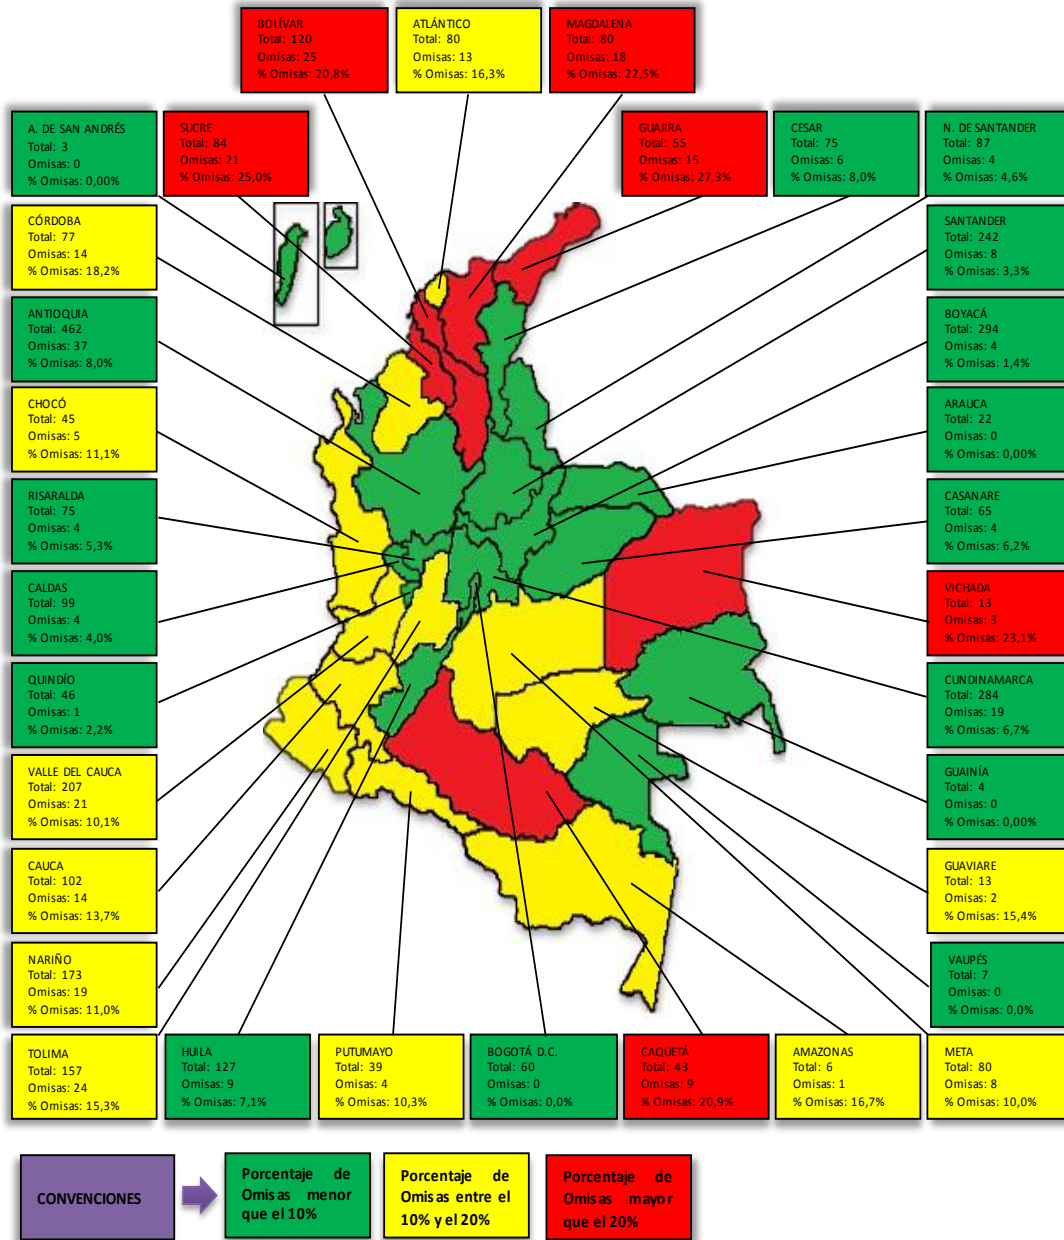 BOLÍVAR
Total: 120
Omisas: 25
% Omisas: 20,8%
ATLÁNTICO
Total: 80
Omisas: 13
% Omisas: 16,3%
MAGDALENA
Total: 80
Omisas: 18
% Omisas: 22,5%
A. DE SAN ANDRÉS
Total: 3
Omisas: 0
% Omisas: 0,00%
SUCRE
Total: 84
Omisas: 21
% Omisas: 25,0%
GUAJIRA
Total: 55
Omisas: 15
% Omisas: 27,3%
CESAR
Total: 75
Omisas: 6
% Omisas: 8,0%
N. DE SANTANDER
Total: 87
Omisas: 4
% Omisas: 4,6%
CÓRDOBA
Total: 77
Omisas: 14
% Omisas: 18,2%
SANTANDER
Total: 242
Omisas: 8
% Omisas: 3,3%
ANTIOQUIA
Total: 462
Omisas: 37
% Omisas: 8,0%
BOYACÁ
Total: 294
Omisas: 4
% Omisas: 1,4%
CHOCÓ
Total: 45
Omisas: 5
% Omisas: 11,1%
ARAUCA
Total: 22
Omisas: 0
% Omisas: 0,00%
RISARALDA
Total: 75
Omisas: 4
% Omisas: 5,3%
CASANARE
Total: 65
Omisas: 4
% Omisas: 6,2%
CALDAS
Total: 99
Omisas: 4
% Omisas: 4,0%
VICHADA
Total: 13
Omisas: 3
% Omisas: 23,1%
QUINDÍO
Total: 46
Omisas: 1
% Omisas: 2,2%
CUNDINAMARCA
Total: 284
Omisas: 19
% Omisas: 6,7%
VALLE DEL CAUCA
Total: 207
Omisas: 21
% Omisas: 10,1%
GUAINÍA
Total: 4
Omisas: 0
% Omisas: 0,00%
CAUCA
Total: 102
Omisas: 14
% Omisas: 13,7%
GUAVIARE
Total: 13
Omisas: 2
% Omisas: 15,4%
NARIÑO
Total: 173
Omisas: 19
% Omisas: 11,0%
VAUPÉS
Total: 7
Omisas: 0
% Omisas: 0,0%
TOLIMA
Total: 157
Omisas: 24
% Omisas: 15,3%
HUILA
Total: 127
Omisas: 9
% Omisas: 7,1%
PUTUMAYO
Total: 39
Omisas: 4
% Omisas: 10,3%
BOGOTÁ D.C.
Total: 60
Omisas: 0
% Omisas: 0,0%
CAQUETÁ
Total: 43
Omisas: 9
% Omisas: 20,9%
AMAZONAS
Total: 6
Omisas: 1
% Omisas: 16,7%
META
Total: 80
Omisas: 8
% Omisas: 10,0%
CONVENCIONES
Porcentaje de
Omisas menor
que el 10%
Porcentaje de
Omisas entre el
10% y el 20%
Porcentaje de
Omisas mayor
que el 20%